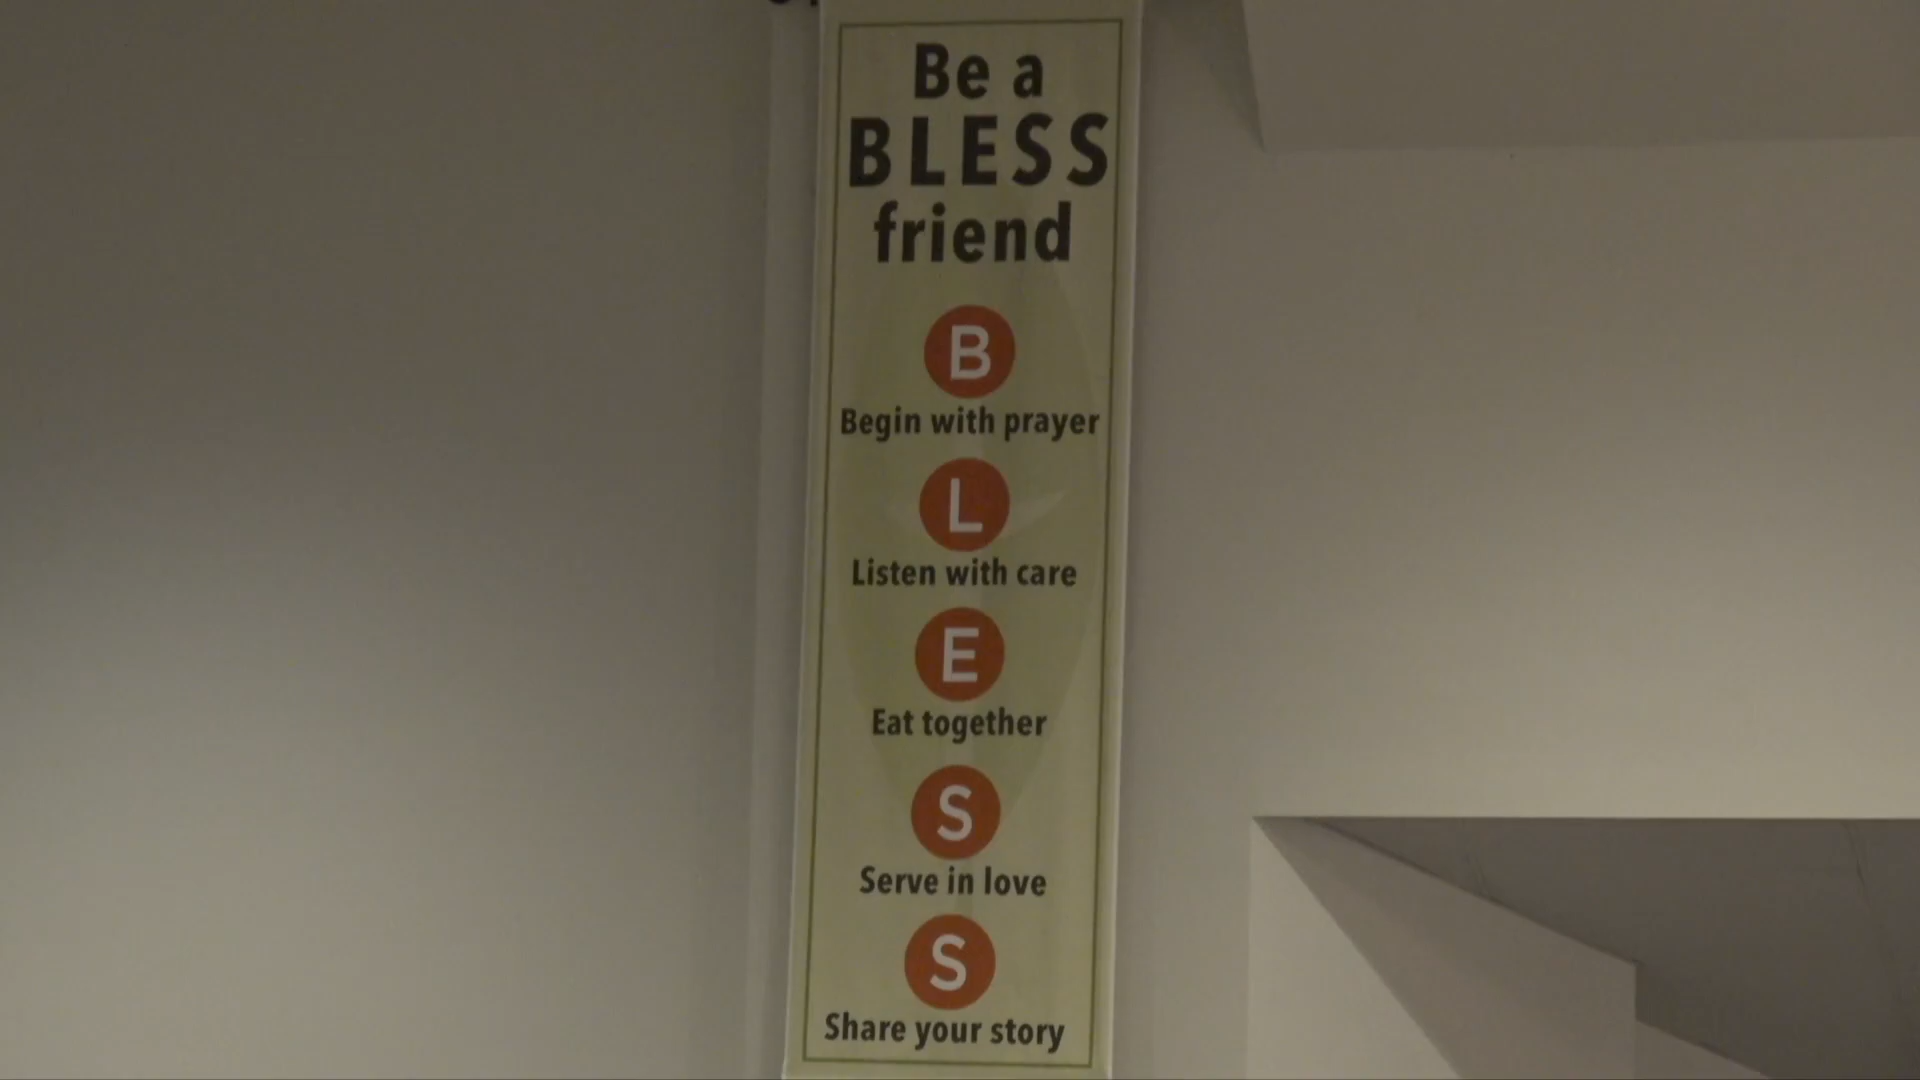 Be a
BLESS
friend
B
Begin with prayer
L
Listen with care
E
Eat together
S
Serve in love
S
Share your story